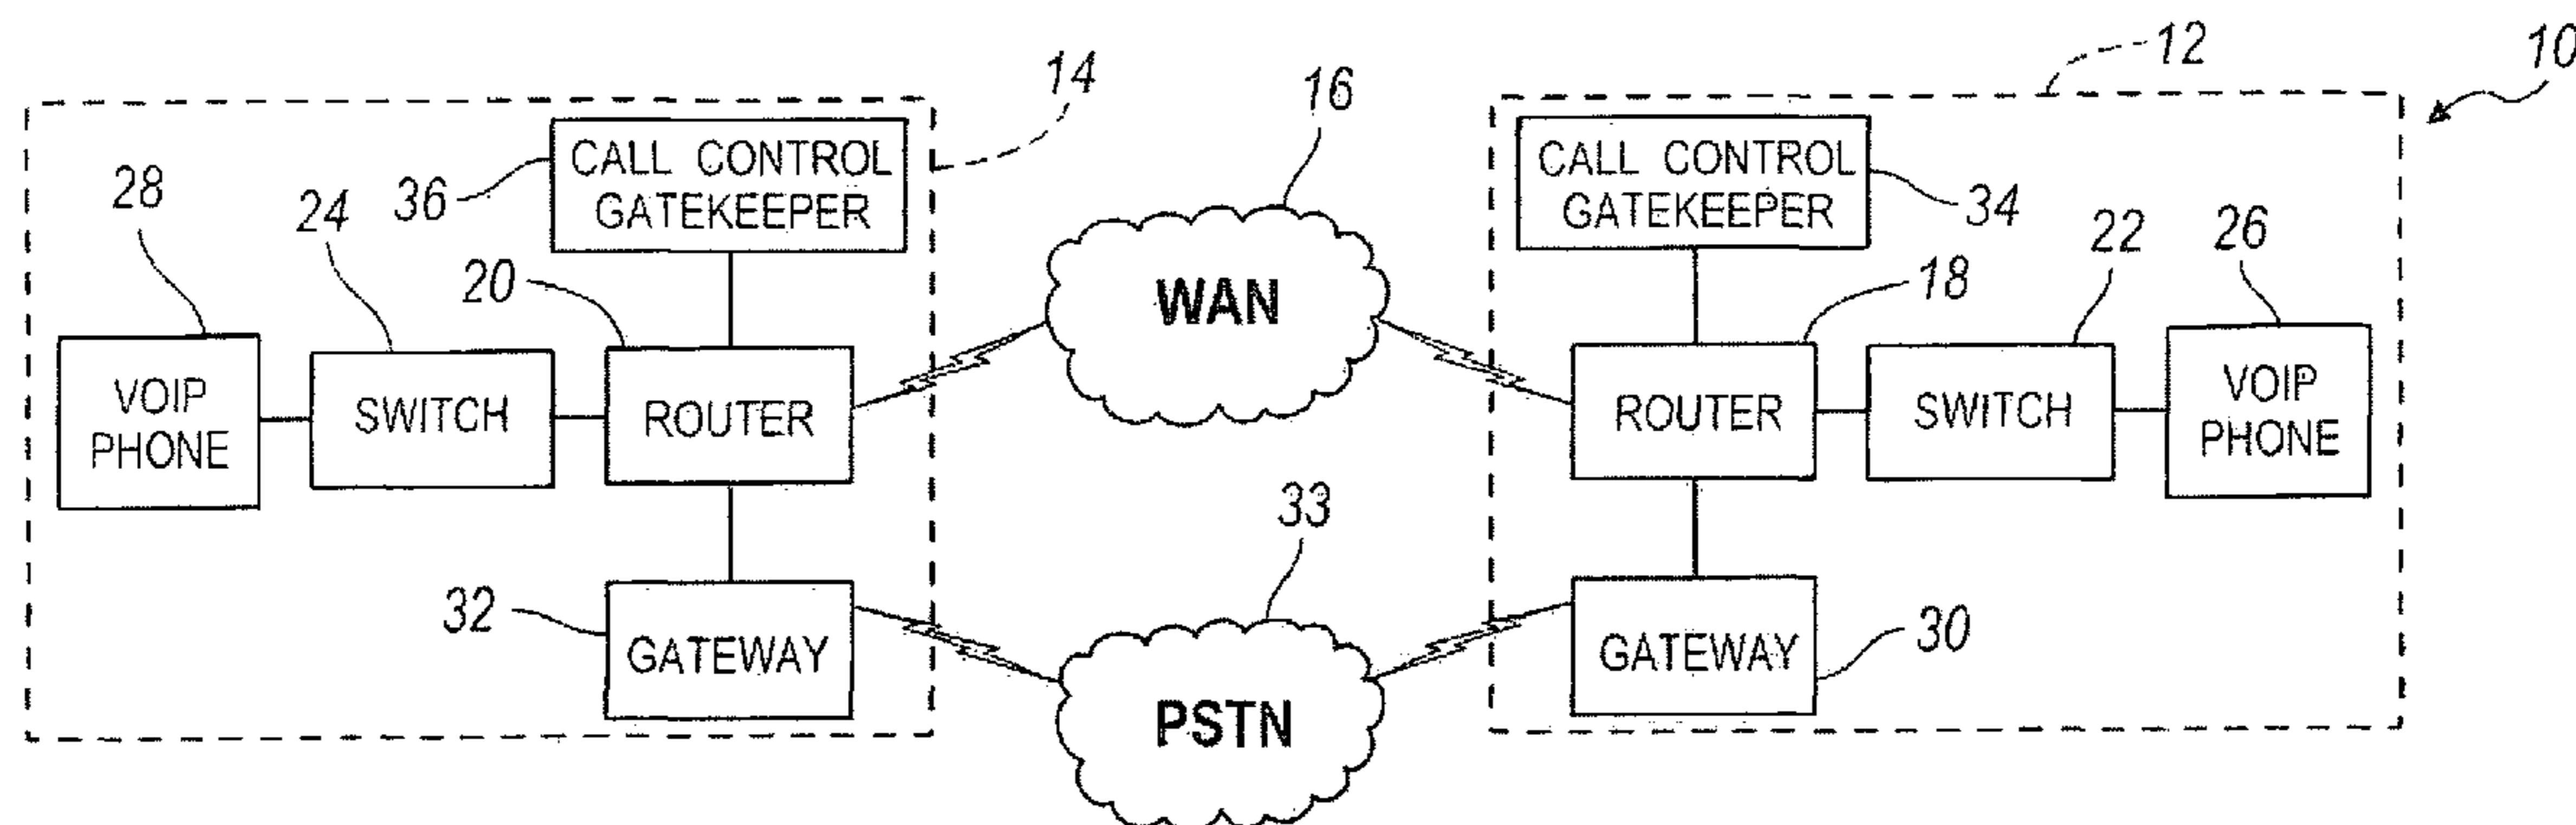 10
12
14
16
CALL CONTROL
GATEKEEPER
36
28
24
20
VOIP
PHONE
SWITCH
ROUTER
WAN
CALL CONTROL
GATEKEEPER
34
18
22
26
ROUTER
SWITCH
VOIP
PHONE
32
GATEWAY
33
PSTN
GATEWAY
30